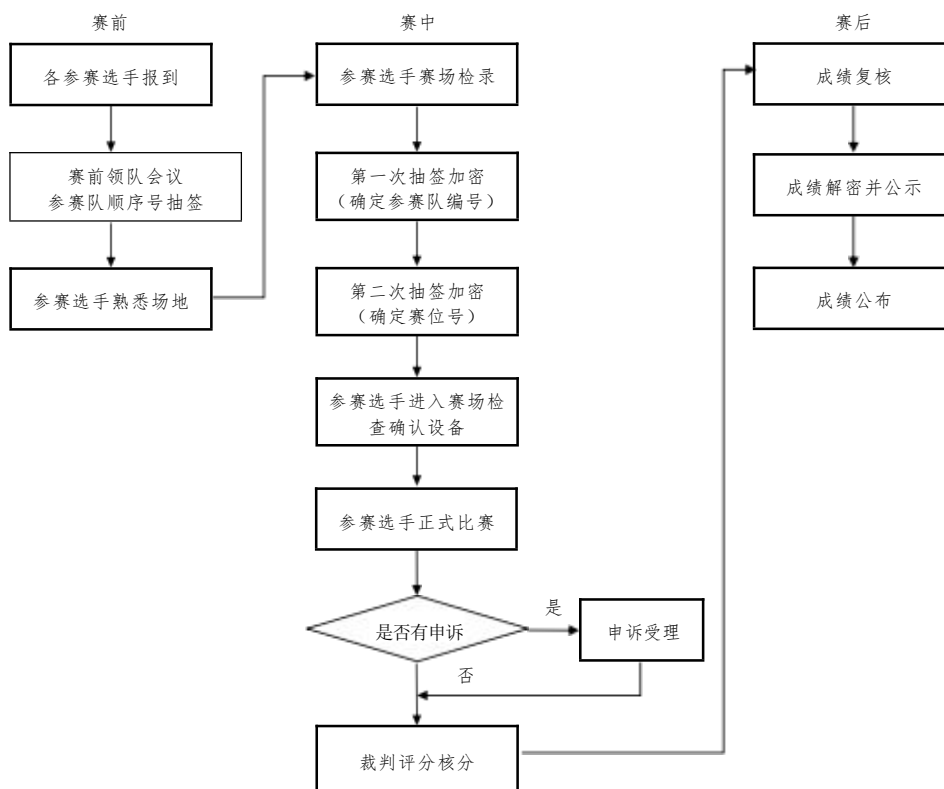 赛前
各参赛选手报到
赛前领队会议
参赛队顺序号抽签
参赛选手熟悉场地
赛中
参赛选手赛场检录
第一次抽签加密
（确定参赛队编号）
第二次抽签加密
（确定赛位号）
参赛选手进入赛场检
查确认设备
参赛选手正式比赛
是否有申诉
是
申诉受理
否
裁判评分核分
赛后
成绩复核
成绩解密并公示
成绩公布